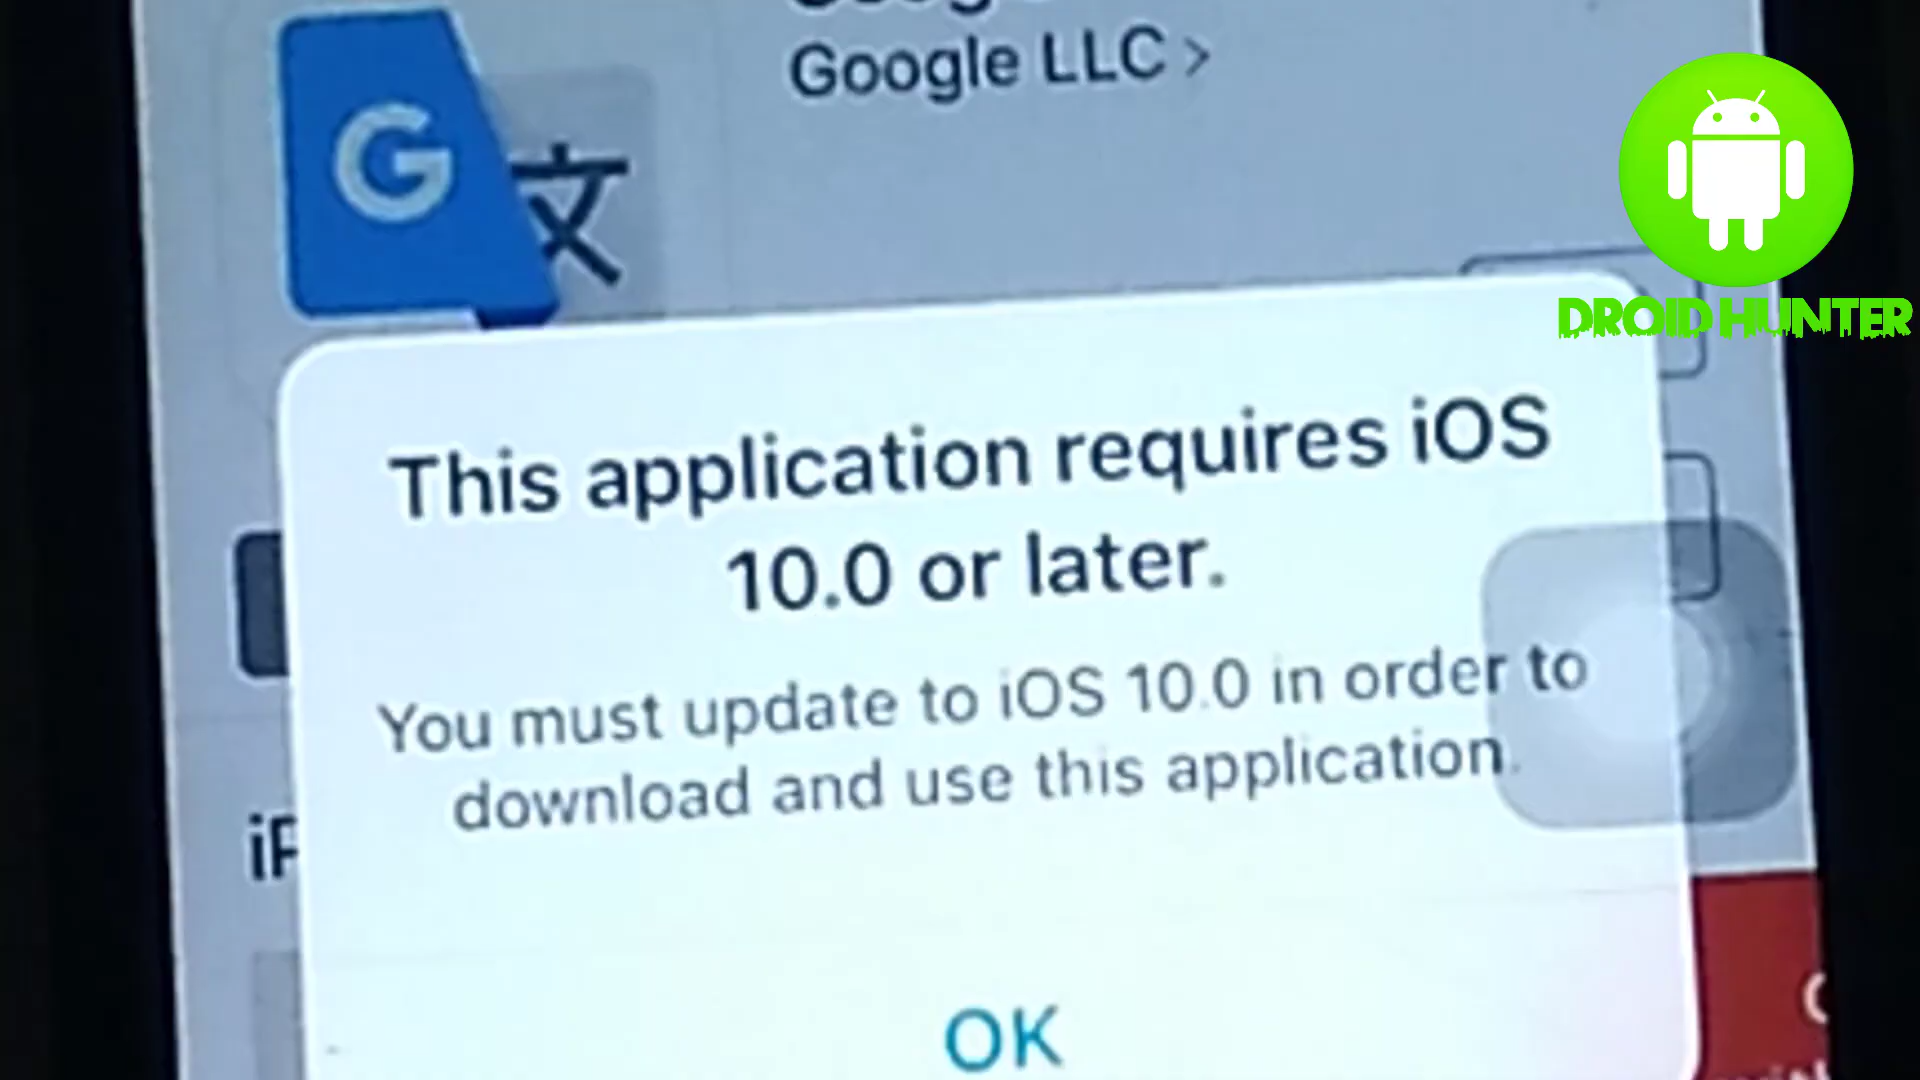 Google LLC >
G 文
DROID HUNTER
This application requires iOS
10.0 or later.
You must update to iOS 10.0 in order to
download and use this application.
OK